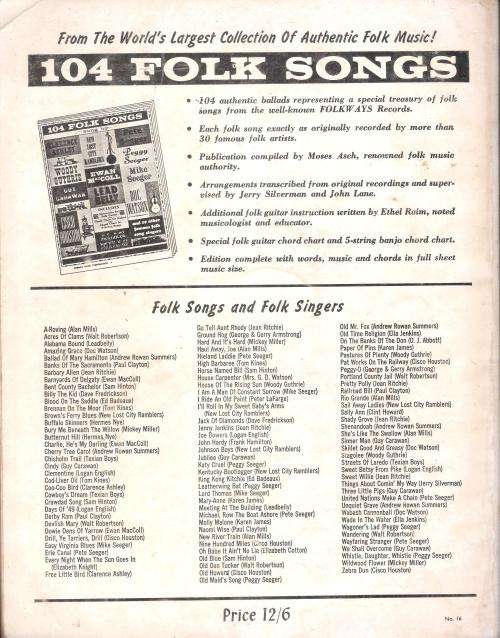 From The World's Largest Collection Of Authentic Folk Music!
104 FOLK SONGS
• 104 authentic ballads representing a special treasury of folk
songs from the well-known FOLKWAYS Records.
• Each folk song exactly as originally recorded by more than
30 famous folk artists.
• Publication compiled by Moses Asch, renowned folk music
authority.
• Arrangements transcribed from original recordings and super-
vised by Jerry Silverman and John Lane.
• Additional folk guitar instruction written by Ethel Raim, noted
musicologist and educator.
• Special folk guitar chord chart and 5-string banjo chord chart.
• Edition complete with words, music and chords in full sheet
music size.
104 FOLK SONGS
Pete
Peggy
Seeger
WOODY
GUTHRIE
EWAN
McCOLL
Mike
Seeger
LEAD
BELLY
and 20 other
famous folk
song singers
Folk Songs and Folk Singers
A-Roving (Alan Mills)
Acres Of Clams (Walt Robertson)
Alabama Bound (Leadbelly)
Amazing Grace (Doc Watson)
Ballad Of Mary Hamilton (Andrew Rowan Summers)
Banks Of The Sacramento (Paul Clayton)
Barbary Allen (Jean Ritchie)
Barnyards Of Delgaty (Ewan MacColl)
Bent County Bachelor (Sam Hinton)
Billy The Kid (Dave Fredrickson)
Blood On The Saddle (Ed Badeaux)
Brennan On The Moor (Tom Kines)
Brown's Ferry Blues (New Lost City Ramblers)
Buffalo Skinners (Hermes Nye)
Bury Me Beneath The Willow (Mickey Miller)
Butternut Hill (Hermes Nye)
Charlie, He's My Darling (Ewan MacColl)
Cherry Tree Carol (Andrew Rowan Summers)
Chisholm Trail (Texian Boys)
Cindy (Guy Carawan)
Clementine (Logan English)
Cod-Liver Oil (Tom Kines)
Coo-Coo Bird (Clarence Ashley)
Cowboy's Dream (Texian Boys)
Crawdad Song (Sam Hinton)
Days Of '49 (Logan English)
Derby Ram (Paul Clayton)
Devilish Mary (Walt Robertson)
Dowie Dens Of Yarrow (Ewan MacColl)
Drill, Ye Terriers, Drill (Cisco Houston)
Easy Virginia Blues (Mike Seeger)
Erie Canal (Pete Seeger)
Every Night When The Sun Goes In
(Elizabeth Knight)
Free Little Bird (Clarence Ashley)
Go Tell Aunt Rhody (Jean Ritchie)
Ground Hog (George & Gerry Armstrong)
Hard And It's Hard (Mickey Miller)
Haul Away, Joe (Alan Mills)
Hieland Laddie (Pete Seeger)
High Barbaree (Tom Kines)
Horse Named Bill (Sam Hinton)
House Carpenter (Mrs. G. D. Watson)
House Of The Rising Sun (Woody Guthrie)
I Am A Man Of Constant Sorrow (Mike Seeger)
I Ride An Old Paint (Peter LaFarge)
I'll Roll In My Sweet Baby's Arms
(New Lost City Ramblers)
Jack Of Diamonds (Dave Fredrickson)
Jenny Jenkins (Jean Ritchie)
Joe Bowers (Logan English)
John Hardy (Frank Hamilton)
Johnson Boys (New Lost City Ramblers)
Jubilee (Guy Carawan)
Katy Cruel (Peggy Seeger)
Kentucky Bootlegger (New Lost City Ramblers)
King Kong Kitchie (Ed Badeaux)
Leatherwing Bat (Peggy Seeger)
Lord Thomas (Mike Seeger)
Mary-Anne (Karen James)
Meeting At The Building (Leadbelly)
Michael, Row The Boat Ashore (Pete Seeger)
Molly Malone (Karen James)
Naomi Wise (Paul Clayton)
New River Train (Alan Mills)
Nine Hundred Miles (Cisco Houston)
Oh Babe It Ain't No Lie (Elizabeth Cotton)
Old Blue (Sam Hinton)
Old Dan Tucker (Walt Robertson)
Old Howard (Cisco Houston)
Old Maid's Song (Peggy Seeger)
Old Mr. Fox (Andrew Rowan Summers)
Old Time Religion (Ella Jenkins)
On The Banks Of The Don (O. J. Abbott)
Paper Of Pins (Karen James)
Pastures Of Plenty (Woody Guthrie)
Pat Works On The Railway (Cisco Houston)
Peggy-O (George & Gerry Armstrong)
Portland County Jail (Walt Robertson)
Pretty Polly (Jean Ritchie)
Railroad Bill (Paul Clayton)
Rio Grande (Alan Mills)
Sail Away Ladies (New Lost City Ramblers)
Sally Ann (Clint Howard)
Shady Grove (Jean Ritchie)
Shenandoah (Andrew Rowan Summers)
She's Like The Swallow (Alan Mills)
Sinner Man (Guy Carawan)
Skillet Good And Greasy (Doc Watson)
Slagolee (Woody Guthrie)
Streets Of Laredo (Texian Boys)
Sweet Betsy From Pike (Logan English)
Sweet Willie (Jean Ritchie)
Things About Comin' My Way (Jerry Silverman)
Three Little Pigs (Guy Carawan)
United Nations Make A Chain (Pete Seeger)
Unquiet Grave (Andrew Rowan Summers)
Wabash Cannonball (Doc Watson)
Wade In The Water (Ella Jenkins)
Wagoner's Lad (Peggy Seeger)
Wandering (Walt Robertson)
Wayfaring Stranger (Pete Seeger)
We Shall Overcome (Guy Carawan)
Whistle, Daughter, Whistle (Peggy Seeger)
Wildwood Flower (Mickey Miller)
Zebra Dun (Cisco Houston)
Price 12/6
No. 16